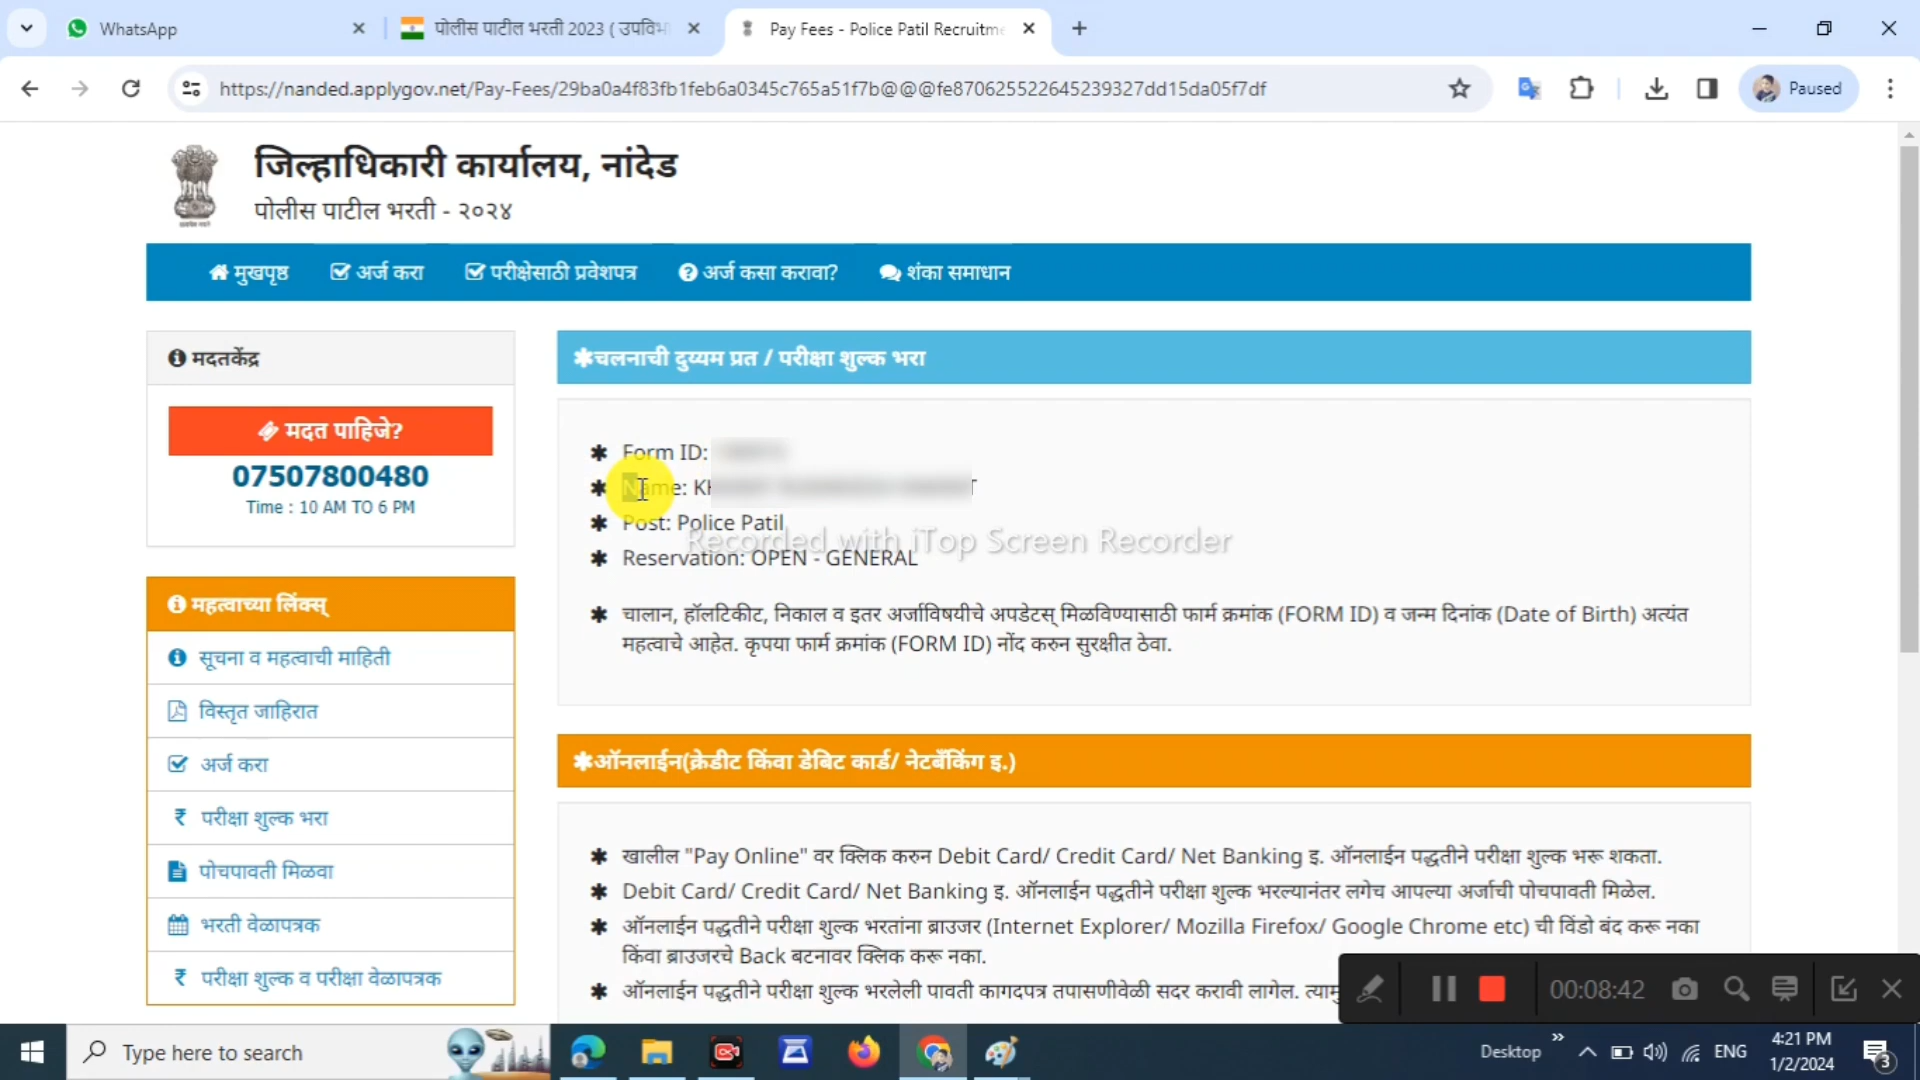 WhatsApp
पोलीस पाटील भरती 2023 ( उपविभ
Pay Fees - Police Patil Recruitm
https://nanded.applygov.net/Pay-Fees/29ba0a4f83fb1feb6a0345c765a51f7b@@@fe870625522645239327dd15da05f7df
Paused
जिल्हाधिकारी कार्यालय, नांदेड
पोलीस पाटील भरती - २०२४
मुखपृष्ठ
अर्ज करा
परीक्षेसाठी प्रवेशपत्र
अर्ज कसा करावा?
शंका समाधान
मदतकेंद्र
मदत पाहिजे?
07507800480
Time : 10 AM TO 6 PM
महत्वाच्या लिंक्स्
सूचना व महत्वाची माहिती
विस्तृत जाहिरात
अर्ज करा
₹ परीक्षा शुल्क भरा
पोचपावती मिळवा
भरती वेळापत्रक
₹ परीक्षा शुल्क व परीक्षा वेळापत्रक
✱चलनाची दुय्यम प्रत / परीक्षा शुल्क भरा
✱ Form ID:
✱ Name:
✱ Post: Police Patil
Recorded with iTop Screen Recorder
✱ Reservation: OPEN - GENERAL
✱ चालान, हॉलटिकीट, निकाल व इतर अर्जाविषयीचे अपडेटस् मिळविण्यासाठी फार्म क्रमांक (FORM ID) व जन्म दिनांक (Date of Birth) अत्यंत
महत्वाचे आहेत. कृपया फार्म क्रमांक (FORM ID) नोंद करुन सुरक्षीत ठेवा.
✱ऑनलाईन(क्रेडीट किंवा डेबिट कार्ड/ नेटबँकिंग इ.)
✱ खालील "Pay Online" वर क्लिक करुन Debit Card/ Credit Card/ Net Banking इ. ऑनलाईन पद्धतीने परीक्षा शुल्क भरू शकता.
✱ Debit Card/ Credit Card/ Net Banking इ. ऑनलाईन पद्धतीने परीक्षा शुल्क भरल्यानंतर लगेच आपल्या अर्जाची पोचपावती मिळेल.
✱ ऑनलाईन पद्धतीने परीक्षा शुल्क भरतांना ब्राउजर (Internet Explorer/ Mozilla Firefox/ Google Chrome etc) ची विंडो बंद करू नका
किंवा ब्राउजरचे Back बटनावर क्लिक करू नका.
✱ ऑनलाईन पद्धतीने परीक्षा शुल्क भरलेली पावती कागदपत्र तपासणीवेळी सदर करावी लागेल.
00:08:42
Type here to search
Desktop
ENG
4:21 PM
1/2/2024
3